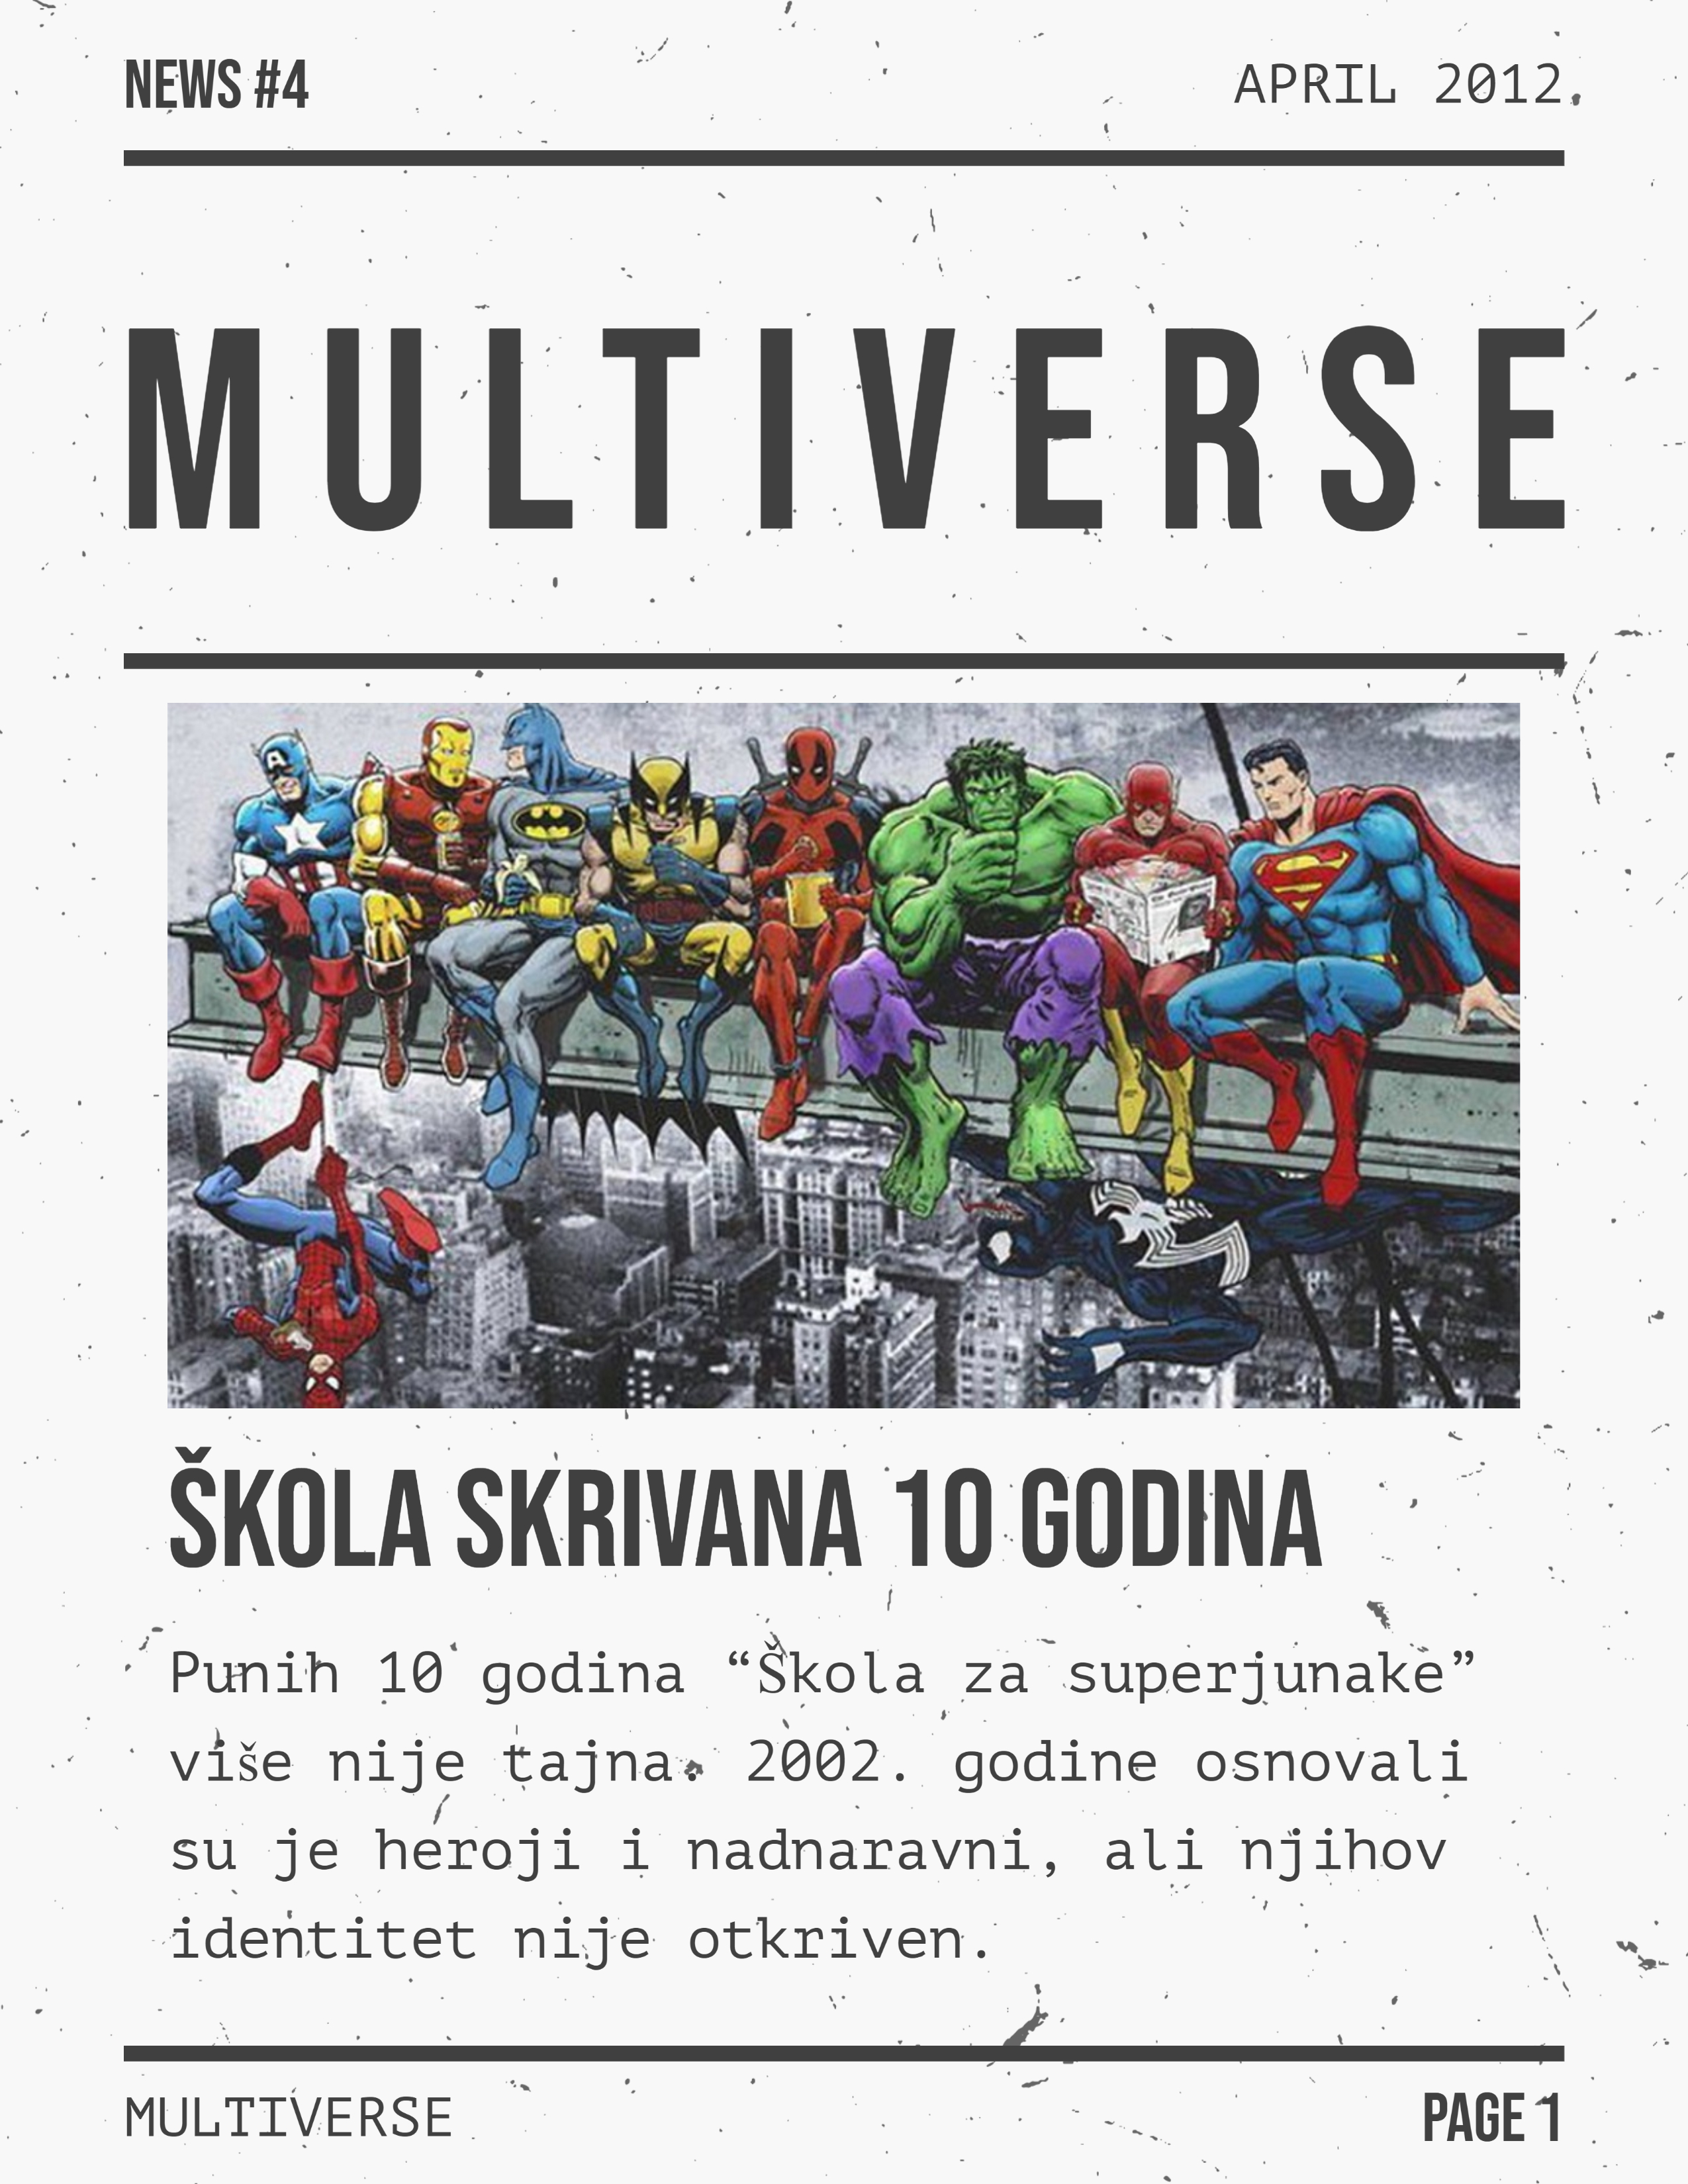 NEWS #4
APRIL 2012.
MULTIVERSE
ŠKOLA SKRIVANA 10 GODINA
Punih 10 godina “Škola za superjunake”
više nije tajna. 2002. godine osnovali
su je heroji i nadnaravni, ali njihov
identitet nije otkriven.
MULTIVERSE
PAGE 1